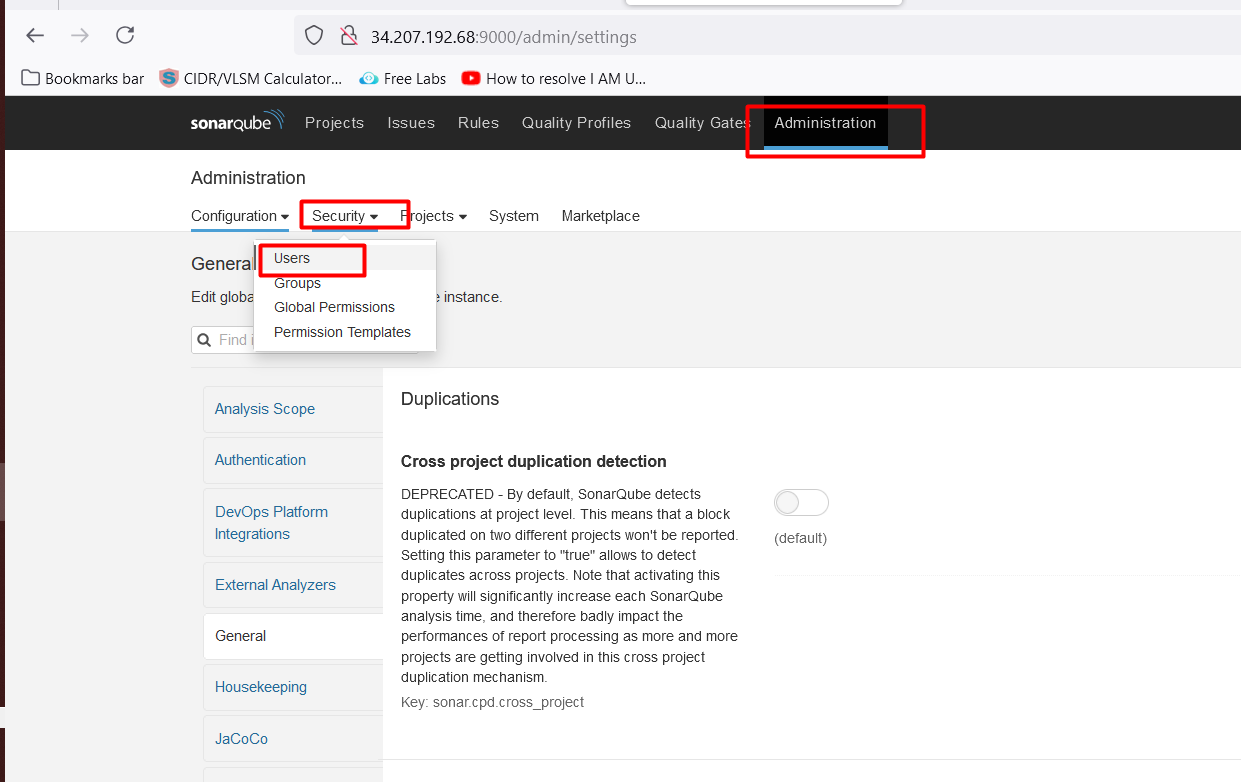 34.207.192.68:9000/admin/settings
Bookmarks bar CIDR/VLSM Calculator... Free Labs How to resolve I AM U...
sonarqube Projects Issues Rules Quality Profiles Quality Gates Administration
Administration
Configuration Security Projects System Marketplace
Users
Groups
Global Permissions
Permission Templates
General
Edit globa
e instance.
Find i
Analysis Scope
Authentication
DevOps Platform
Integrations
External Analyzers
General
Housekeeping
JaCoCo
Duplications
Cross project duplication detection
DEPRECATED - By default, SonarQube detects
duplications at project level. This means that a block
duplicated on two different projects won't be reported.
Setting this parameter to "true" allows to detect
duplicates across projects. Note that activating this
property will significantly increase each SonarQube
analysis time, and therefore badly impact the
performances of report processing as more and more
projects are getting involved in this cross project
duplication mechanism.
Key: sonar.cpd.cross_project
(default)